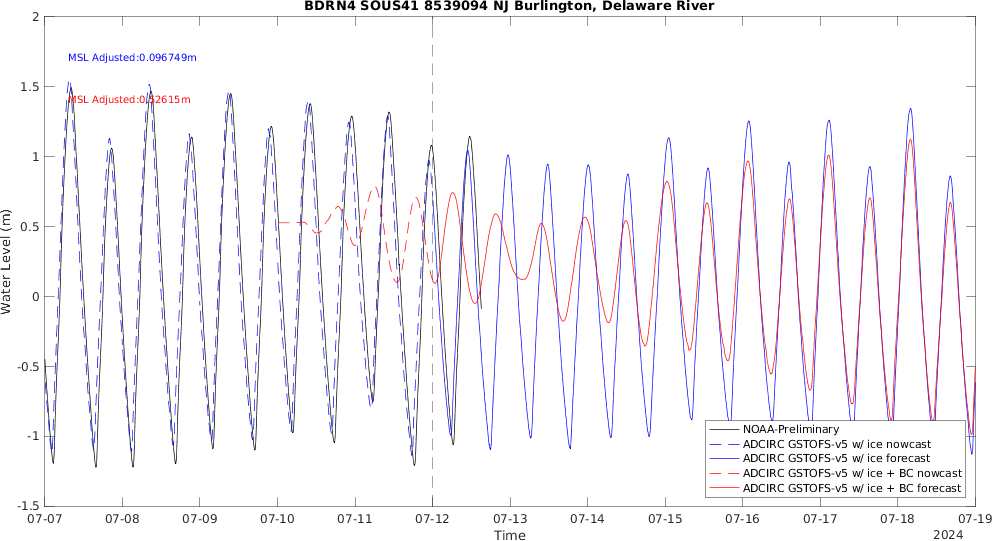 BDRN4 SOUS41 8539094 NJ Burlington, Delaware River
2
MSL Adjusted:0.096749m
1.5
MSL Adjusted:0.52615m
1
0.5
0
-0.5
-1
-1.5
Water Level (m)
NOAA-Preliminary
ADCIRC GSTOFS-v5 w/ ice nowcast
ADCIRC GSTOFS-v5 w/ ice forecast
ADCIRC GSTOFS-v5 w/ ice + BC nowcast
ADCIRC GSTOFS-v5 w/ ice + BC forecast
07-07 07-08 07-09 07-10 07-11 07-12 07-13 07-14 07-15 07-16 07-17 07-18 07-19
Time
2024